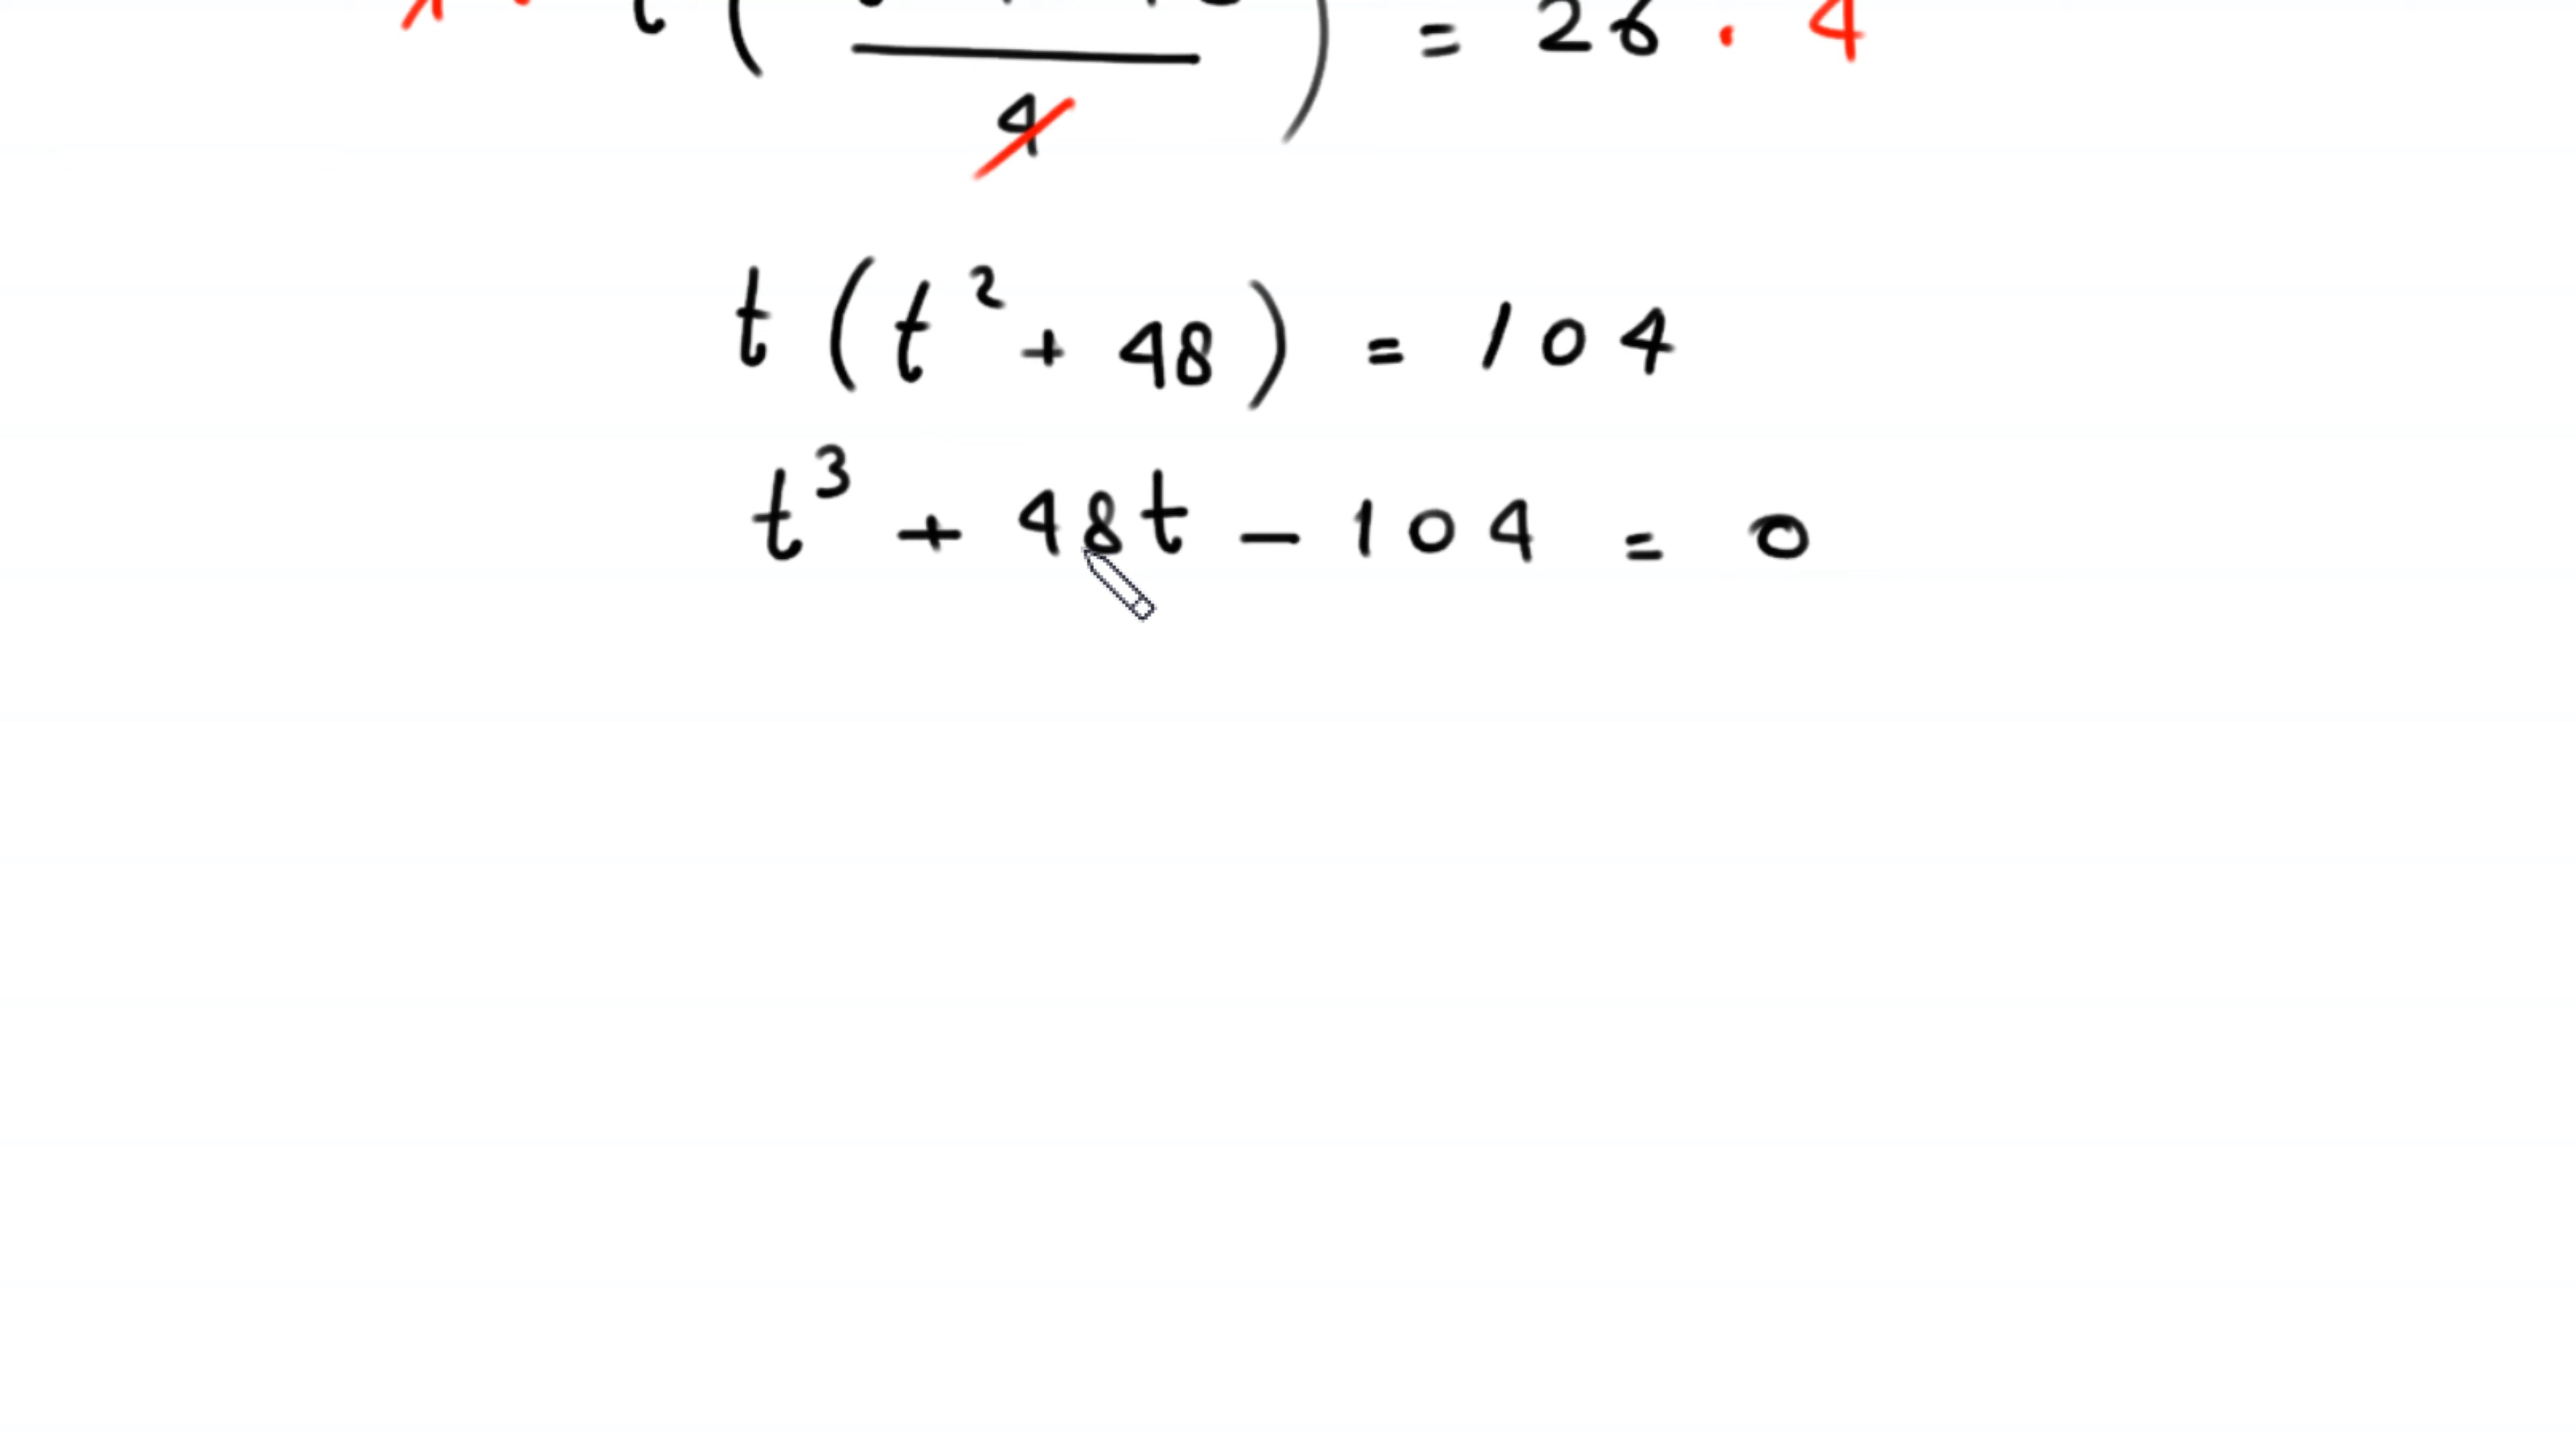 t ( / 4 ) = 26 · 4
t ( t² + 48 ) = 104
t³ + 48t - 104 = 0